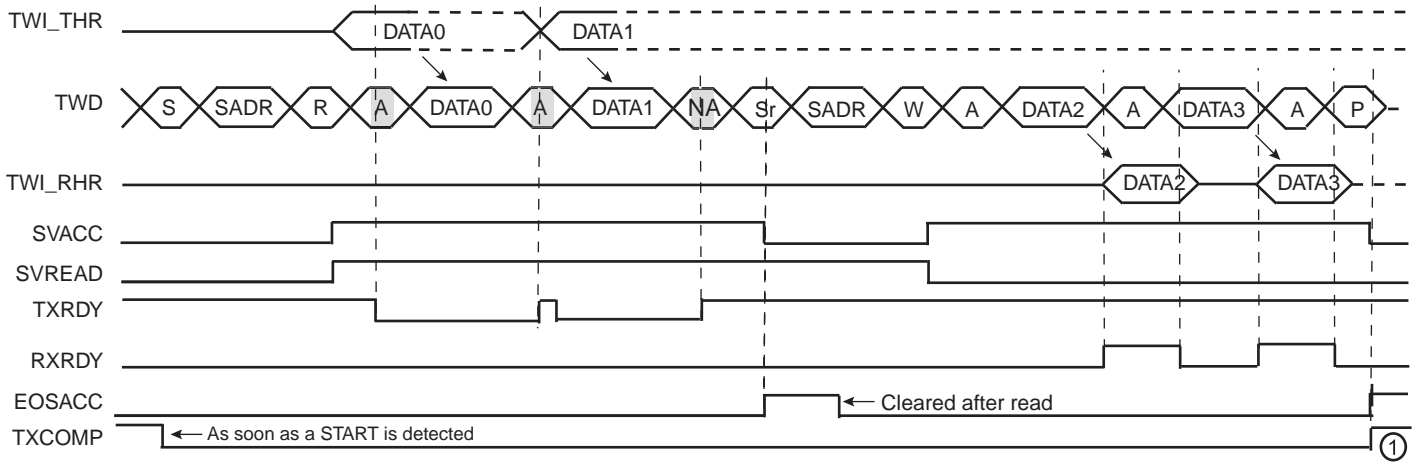 TWI_THR DATA0 DATA1
TWD S SADR R A DATA0 A DATA1 NA Sr SADR W A DATA2 A DATA3 A P
TWI_RHR DATA2 DATA3
SVACC
SVREAD
TXRDY
RXRDY
EOSACC Cleared after read
TXCOMP As soon as a START is detected 1